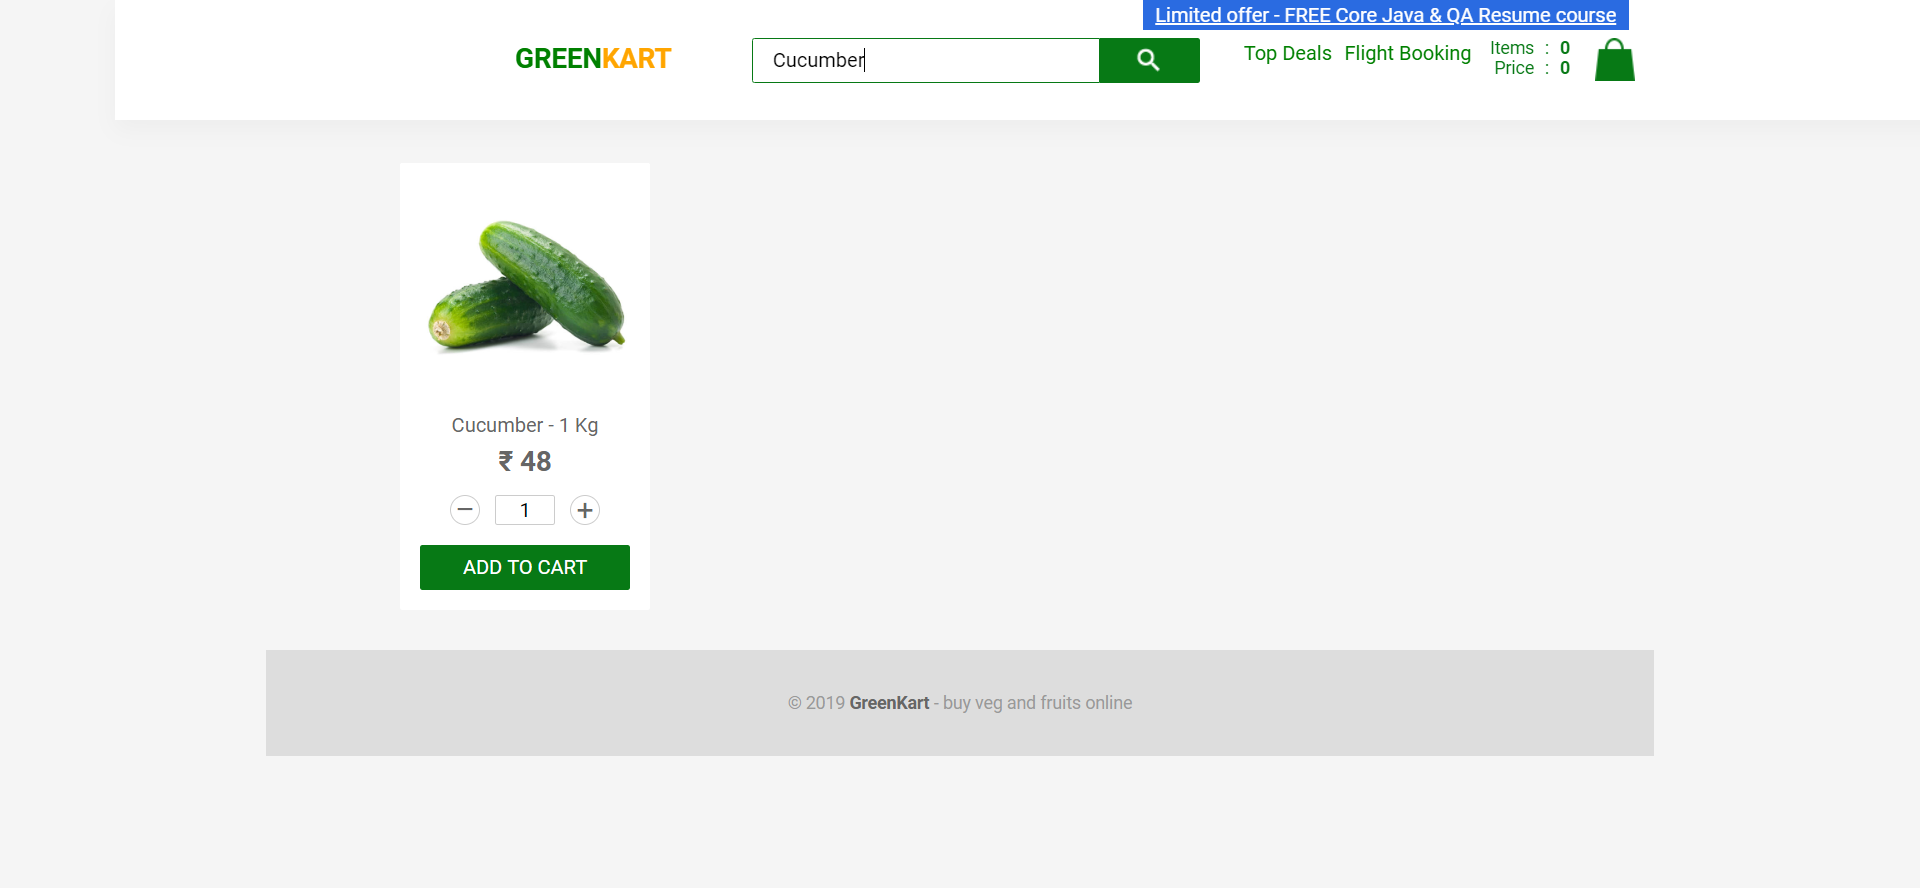 Limited offer - FREE Core Java & QA Resume course
GREENKART
Cucumber
Top Deals Flight Booking
Items : 0
Price : 0
Cucumber - 1 Kg
₹ 48
− 1 +
ADD TO CART
© 2019 GreenKart - buy veg and fruits online